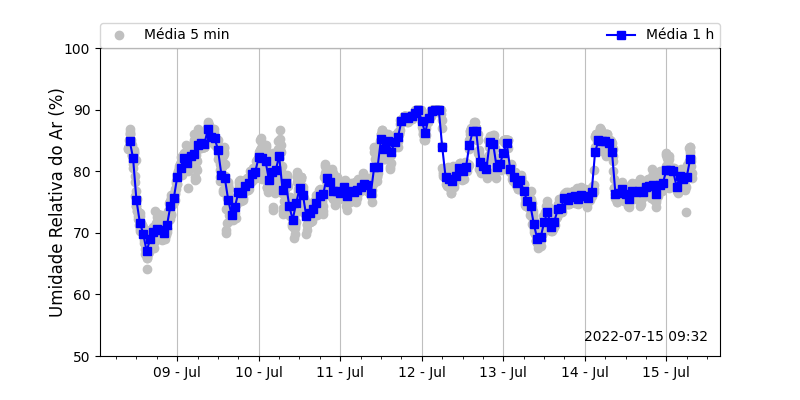 Média 5 min
Média 1 h
Umidade Relativa do Ar (%)
100
90
80
70
60
50
2022-07-15 09:32
09 - Jul
10 - Jul
11 - Jul
12 - Jul
13 - Jul
14 - Jul
15 - Jul